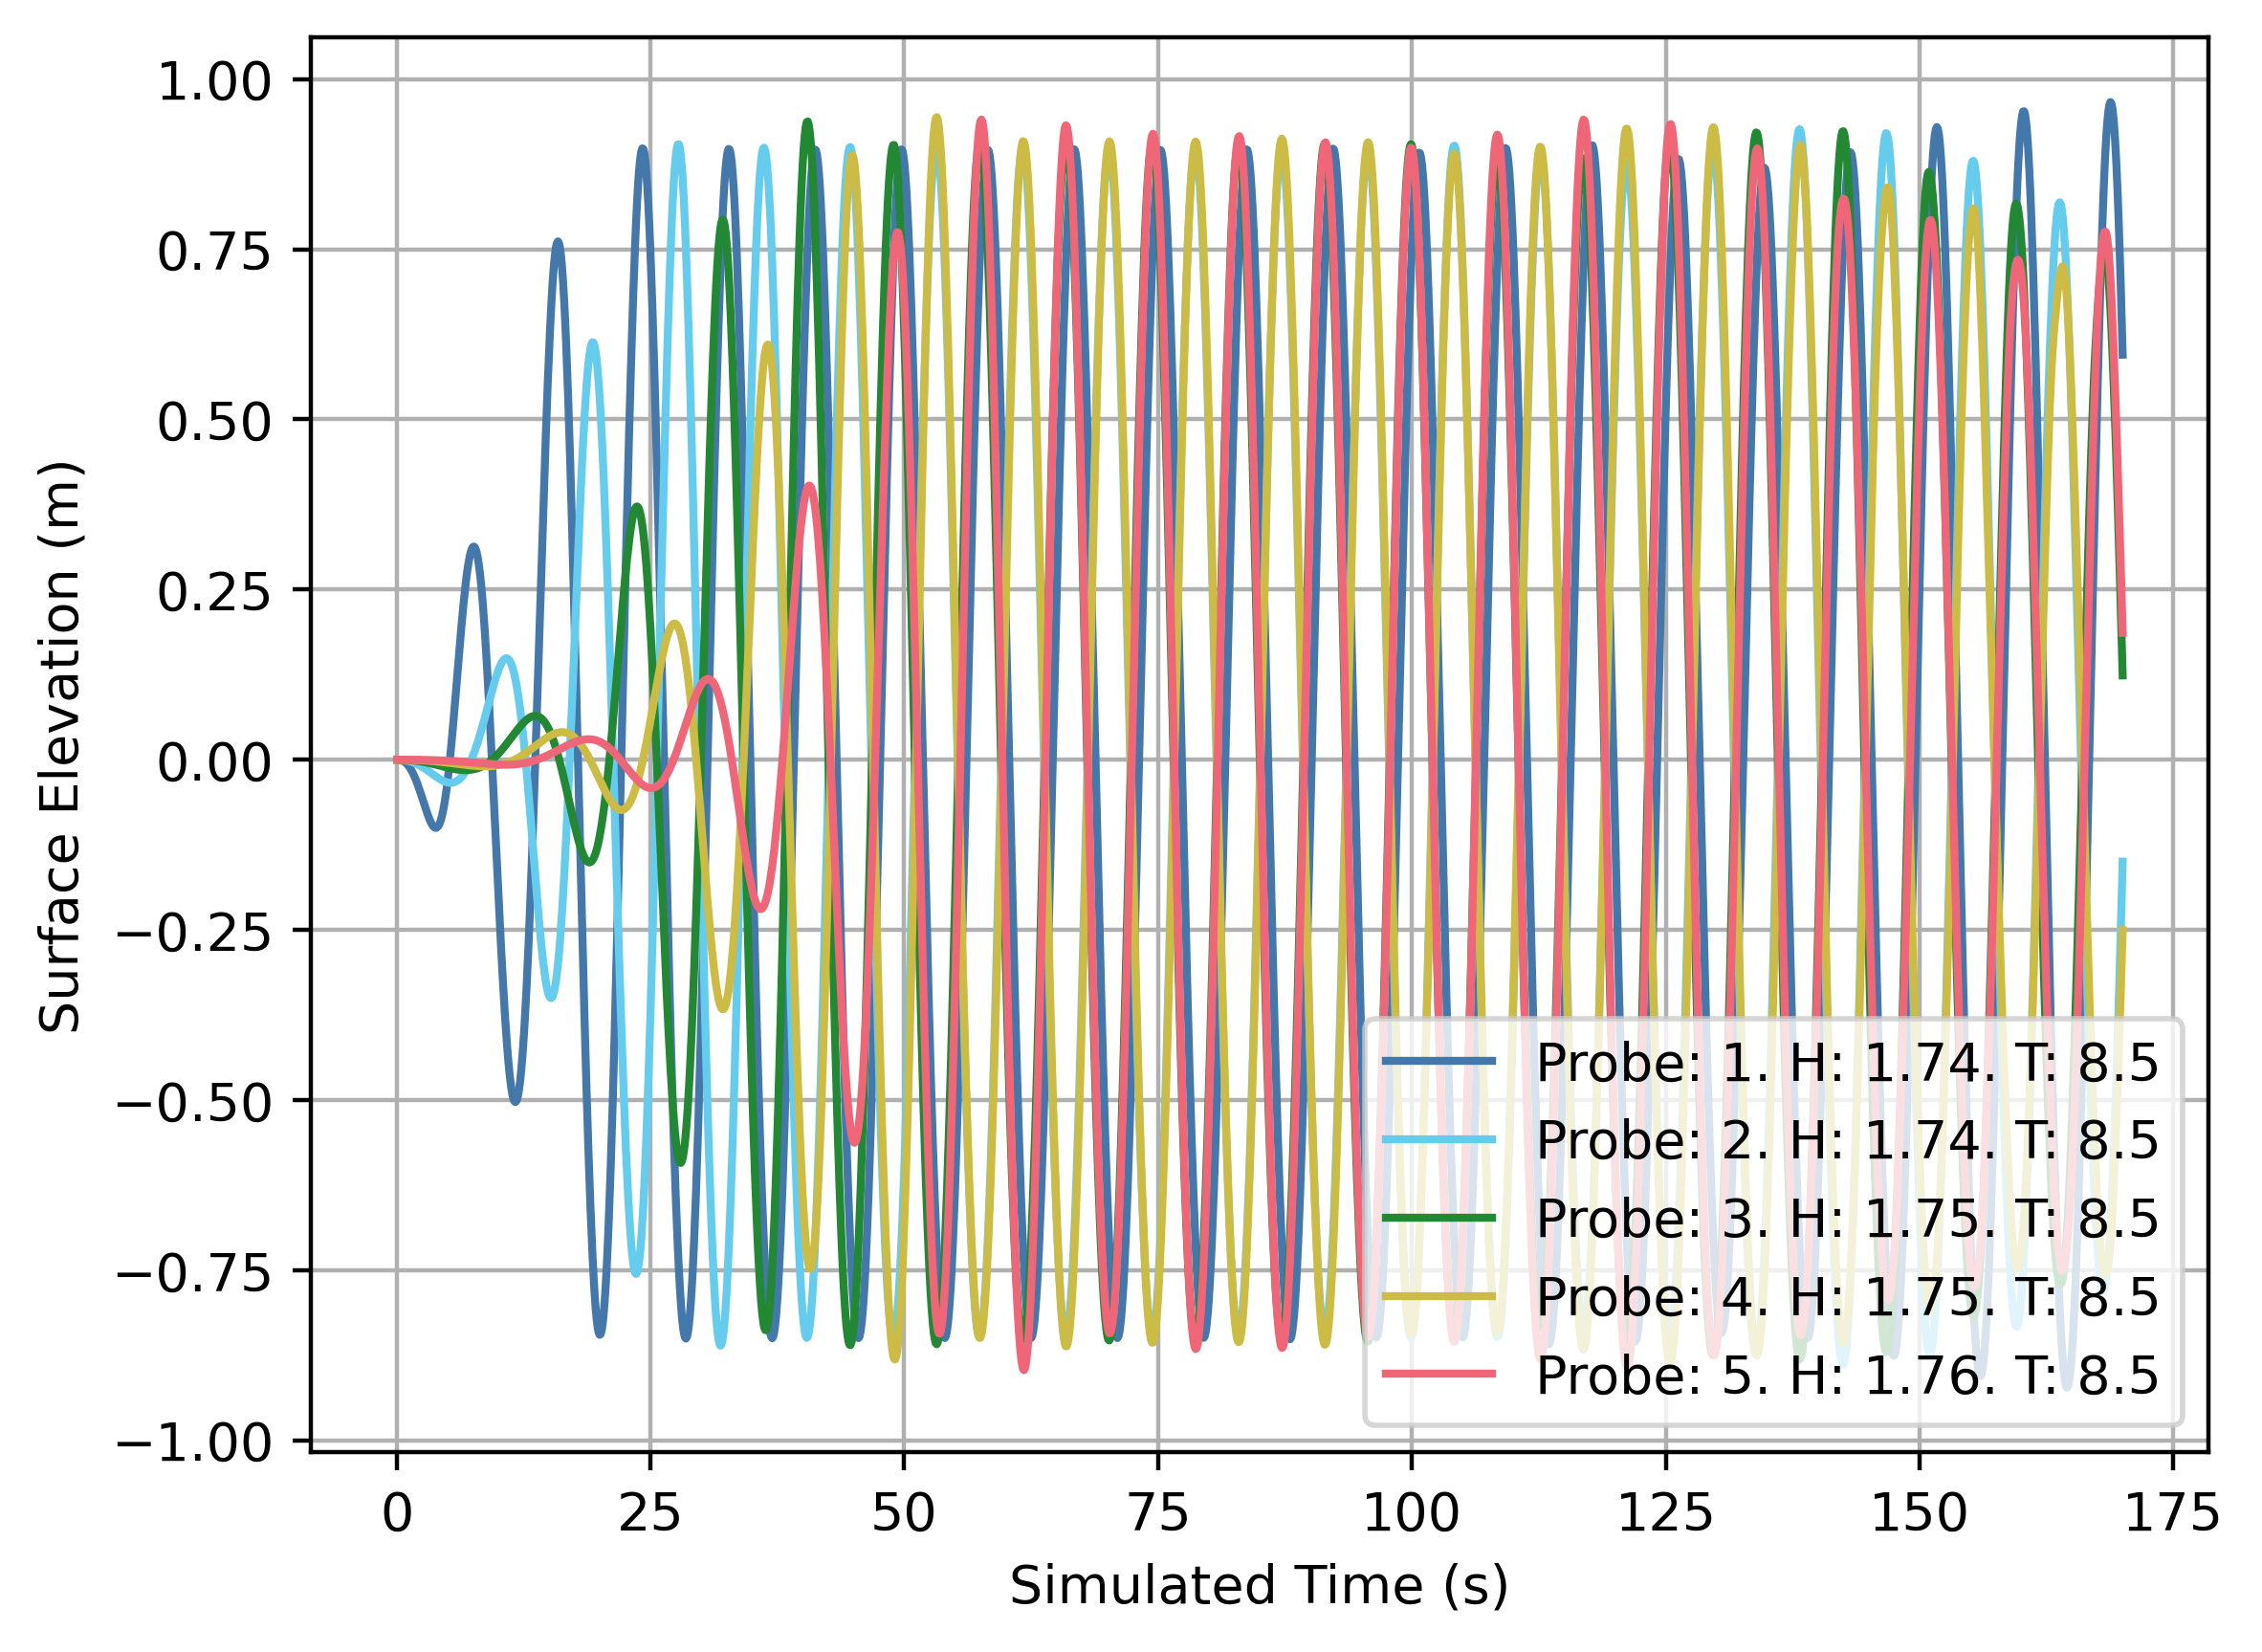 1.00
0.75
0.50
0.25
0.00
−0.25
−0.50
−0.75
−1.00
Surface Elevation (m)
Probe: 1. H: 1.74. T: 8.5
Probe: 2. H: 1.74. T: 8.5
Probe: 3. H: 1.75. T: 8.5
Probe: 4. H: 1.75. T: 8.5
Probe: 5. H: 1.76. T: 8.5
0 25 50 75 100 125 150 175
Simulated Time (s)